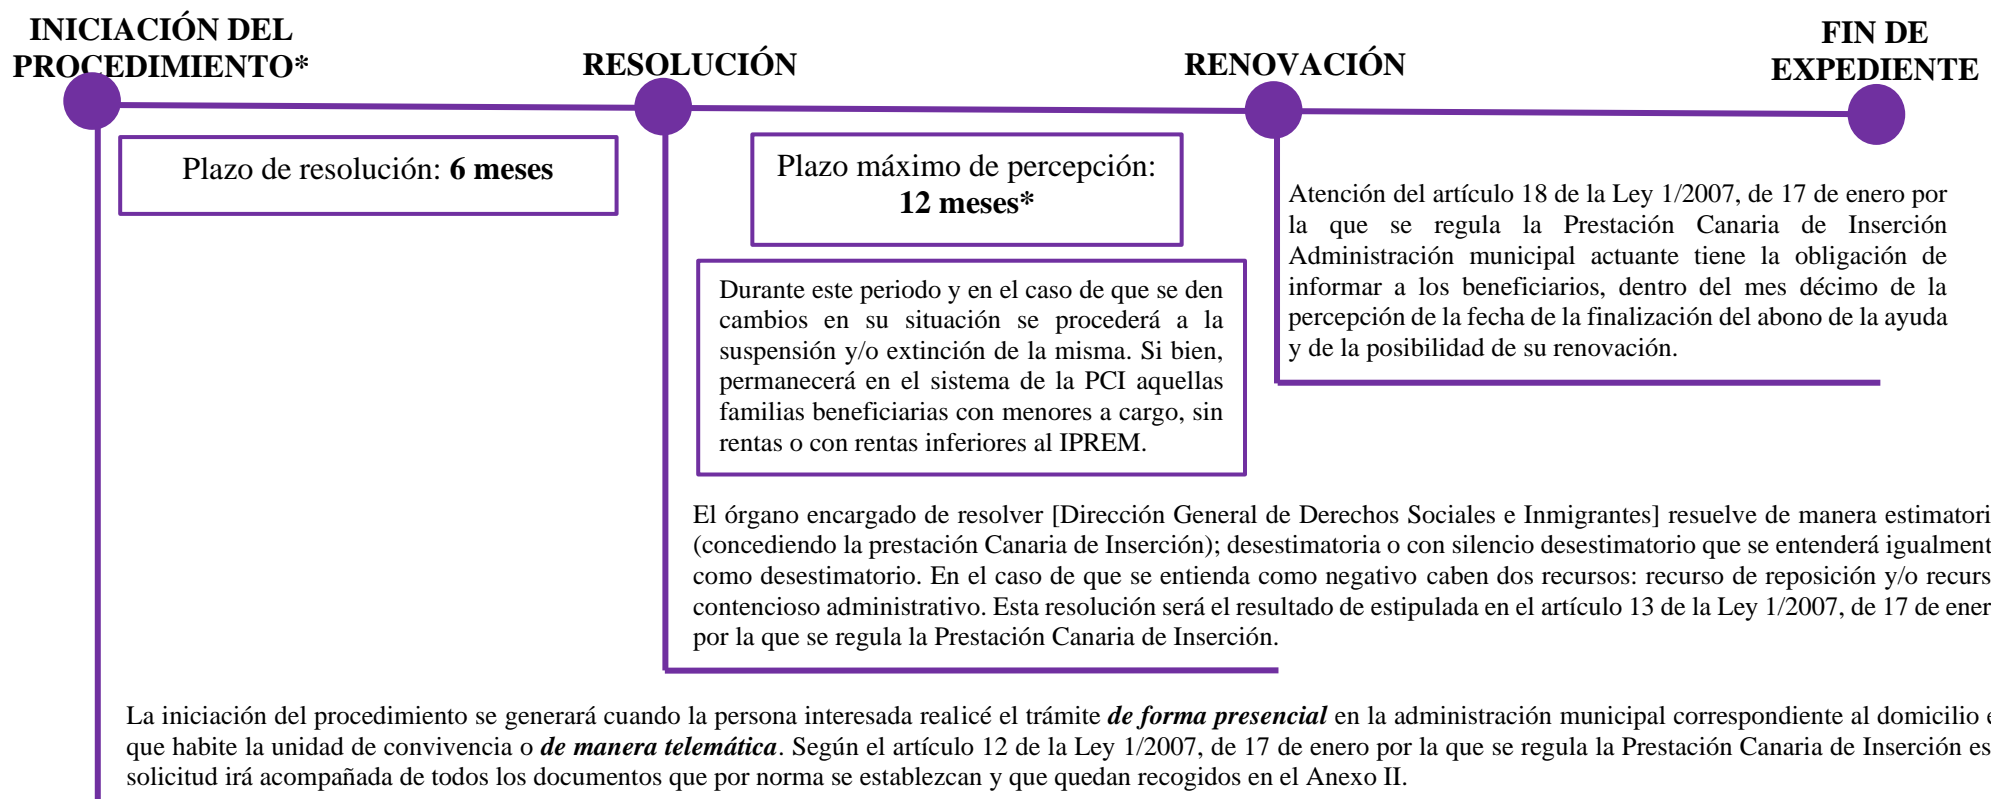 INICIACIÓN DEL
PROCEDIMIENTO*
RESOLUCIÓN
RENOVACIÓN
FIN DE
EXPEDIENTE
Plazo de resolución: 6 meses
Plazo máximo de percepción:
12 meses*
Durante este periodo y en el caso de que se den
cambios en su situación se procederá a la
suspensión y/o extinción de la misma. Si bien,
permanecerá en el sistema de la PCI aquellas
familias beneficiarias con menores a cargo, sin
rentas o con rentas inferiores al IPREM.
Atención del artículo 18 de la Ley 1/2007, de 17 de enero por
la que se regula la Prestación Canaria de Inserción
Administración municipal actuante tiene la obligación de
informar a los beneficiarios, dentro del mes décimo de la
percepción de la fecha de la finalización del abono de la ayuda
y de la posibilidad de su renovación.
El órgano encargado de resolver [Dirección General de Derechos Sociales e Inmigrantes] resuelve de manera estimatori
(concediendo la prestación Canaria de Inserción); desestimatoria o con silencio desestimatorio que se entenderá igualment
como desestimatorio. En el caso de que se entienda como negativo caben dos recursos: recurso de reposición y/o recurs
contencioso administrativo. Esta resolución será el resultado de estipulada en el artículo 13 de la Ley 1/2007, de 17 de ener
por la que se regula la Prestación Canaria de Inserción.
La iniciación del procedimiento se generará cuando la persona interesada realicé el trámite de forma presencial en la administración municipal correspondiente al domicilio e
que habite la unidad de convivencia o de manera telemática. Según el artículo 12 de la Ley 1/2007, de 17 de enero por la que se regula la Prestación Canaria de Inserción es
solicitud irá acompañada de todos los documentos que por norma se establezcan y que quedan recogidos en el Anexo II.